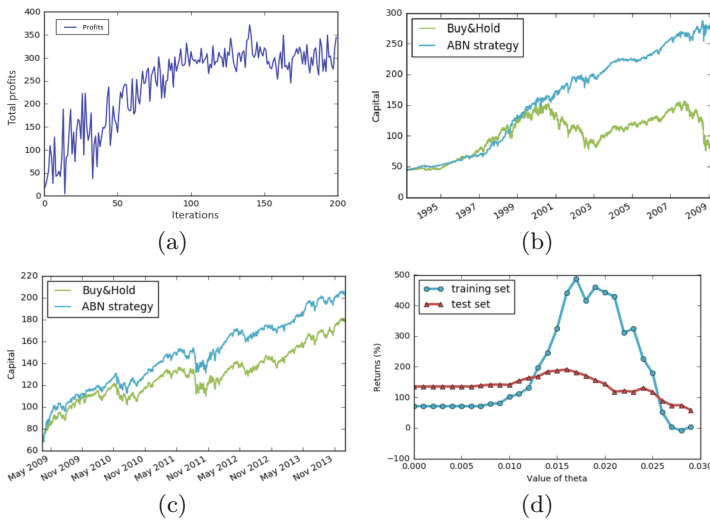 400
350
300
250
200
150
100
50
0
Total profits
Profits
0 50 100 150 200
Iterations
(a)
300
250
200
150
100
50
0
Capital
Buy&Hold
ABN strategy
1995 1997 1999 2001 2003 2005 2007 2009
(b)
220
200
180
160
140
120
100
80
60
Capital
Buy&Hold
ABN strategy
May 2009 Nov 2009 May 2010 Nov 2010 May 2011 Nov 2011 May 2012 Nov 2012 May 2013 Nov 2013
(c)
500
400
300
200
100
0
−100
Returns (%)
training set
test set
0.000 0.005 0.010 0.015 0.020 0.025 0.030
Value of theta
(d)